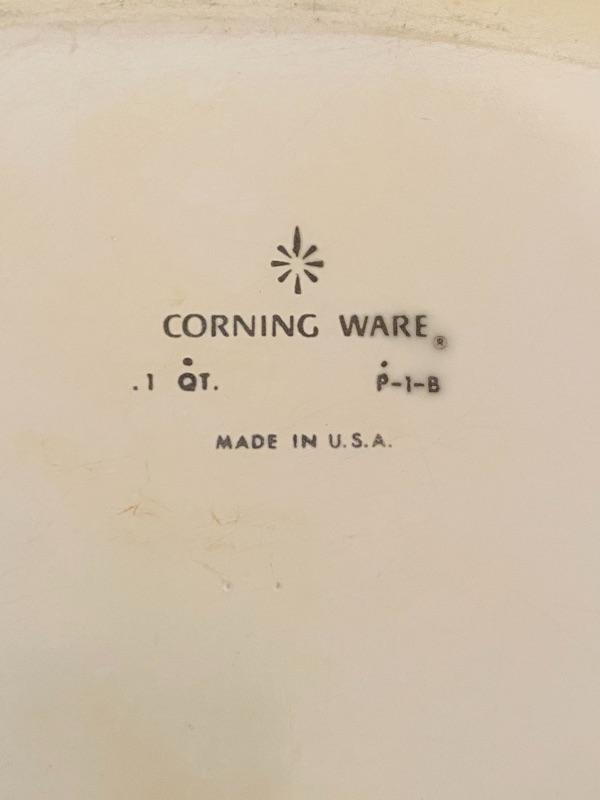 CORNING WARE®
.1 QT. P-1-B
MADE IN U.S.A.